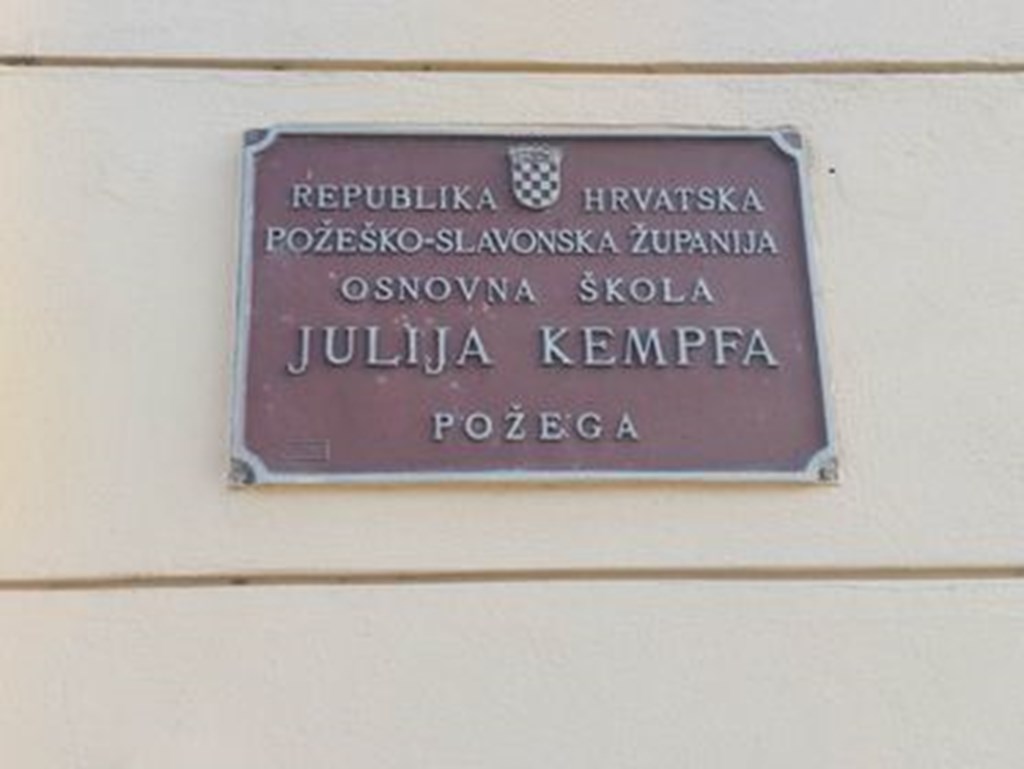 REPUBLIKA HRVATSKA
POŽEŠKO-SLAVONSKA ŽUPANIJA
OSNOVNA ŠKOLA
JULIJA KEMPFA
POŽEGA